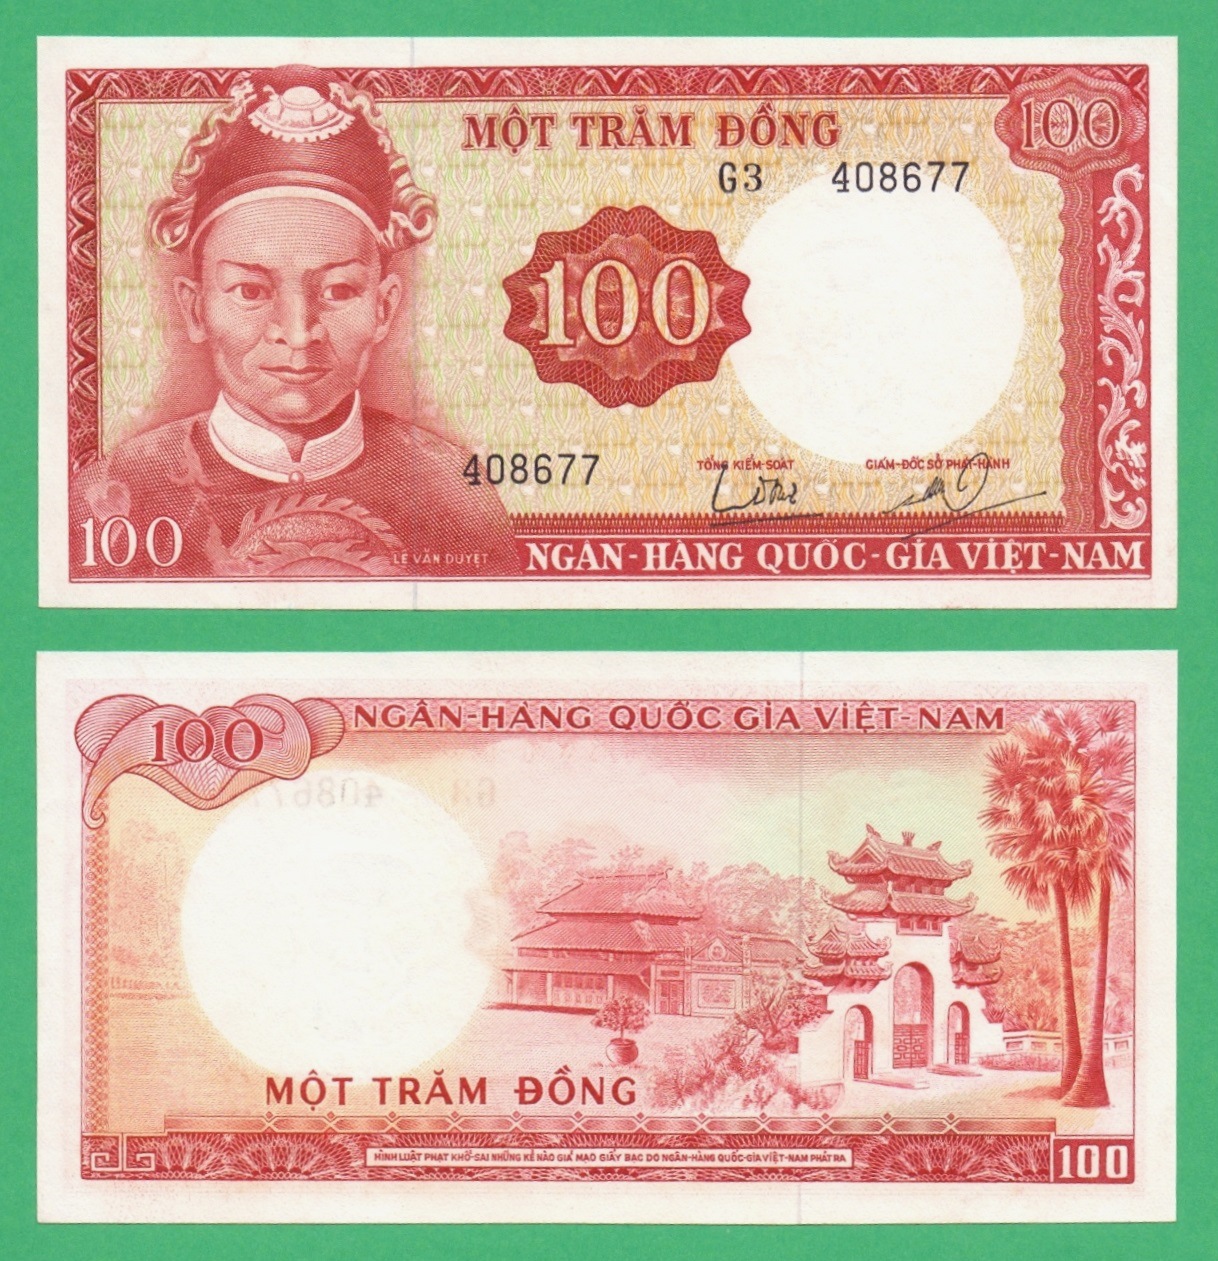 MỘT TRĂM ĐỒNG
100
G3 408677
100
408677
TỔNG KIỂM-SOÁT
GIÁM-ĐỐC SỞ PHÁT-HÀNH
100
LÊ VĂN DUYỆT
NGÂN-HÀNG QUỐC-GIA VIỆT-NAM
100
NGÂN-HÀNG QUỐC GIA VIỆT-NAM
MỘT TRĂM ĐỒNG
HÌNH LUẬT PHẠT KHỔ-SAI NHỮNG KẺ NÀO GIẢ MẠO GIẤY BẠC DO NGÂN-HÀNG QUỐC-GIA VIỆT-NAM PHÁT RA
100